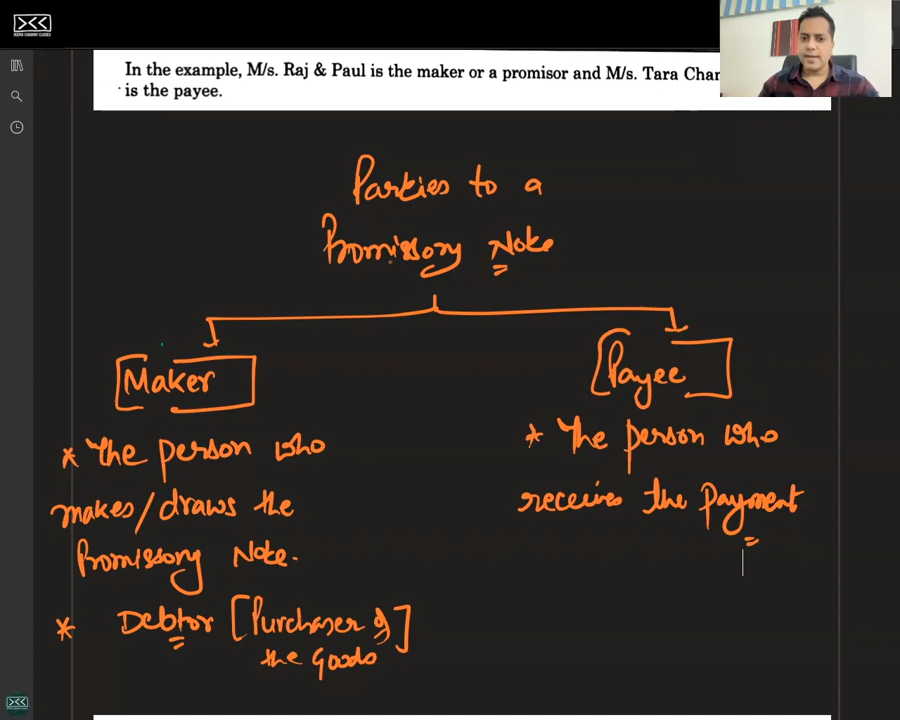 In the example, M/s. Raj & Paul is the maker or a promisor and M/s. Tara Char
is the payee.
Parties to a
Promissory Note
Maker
* The person who
makes/draws the
Promissory Note.
* Debtor [Purchaser of
the Goods]
Payee
* The person who
receives the Payment